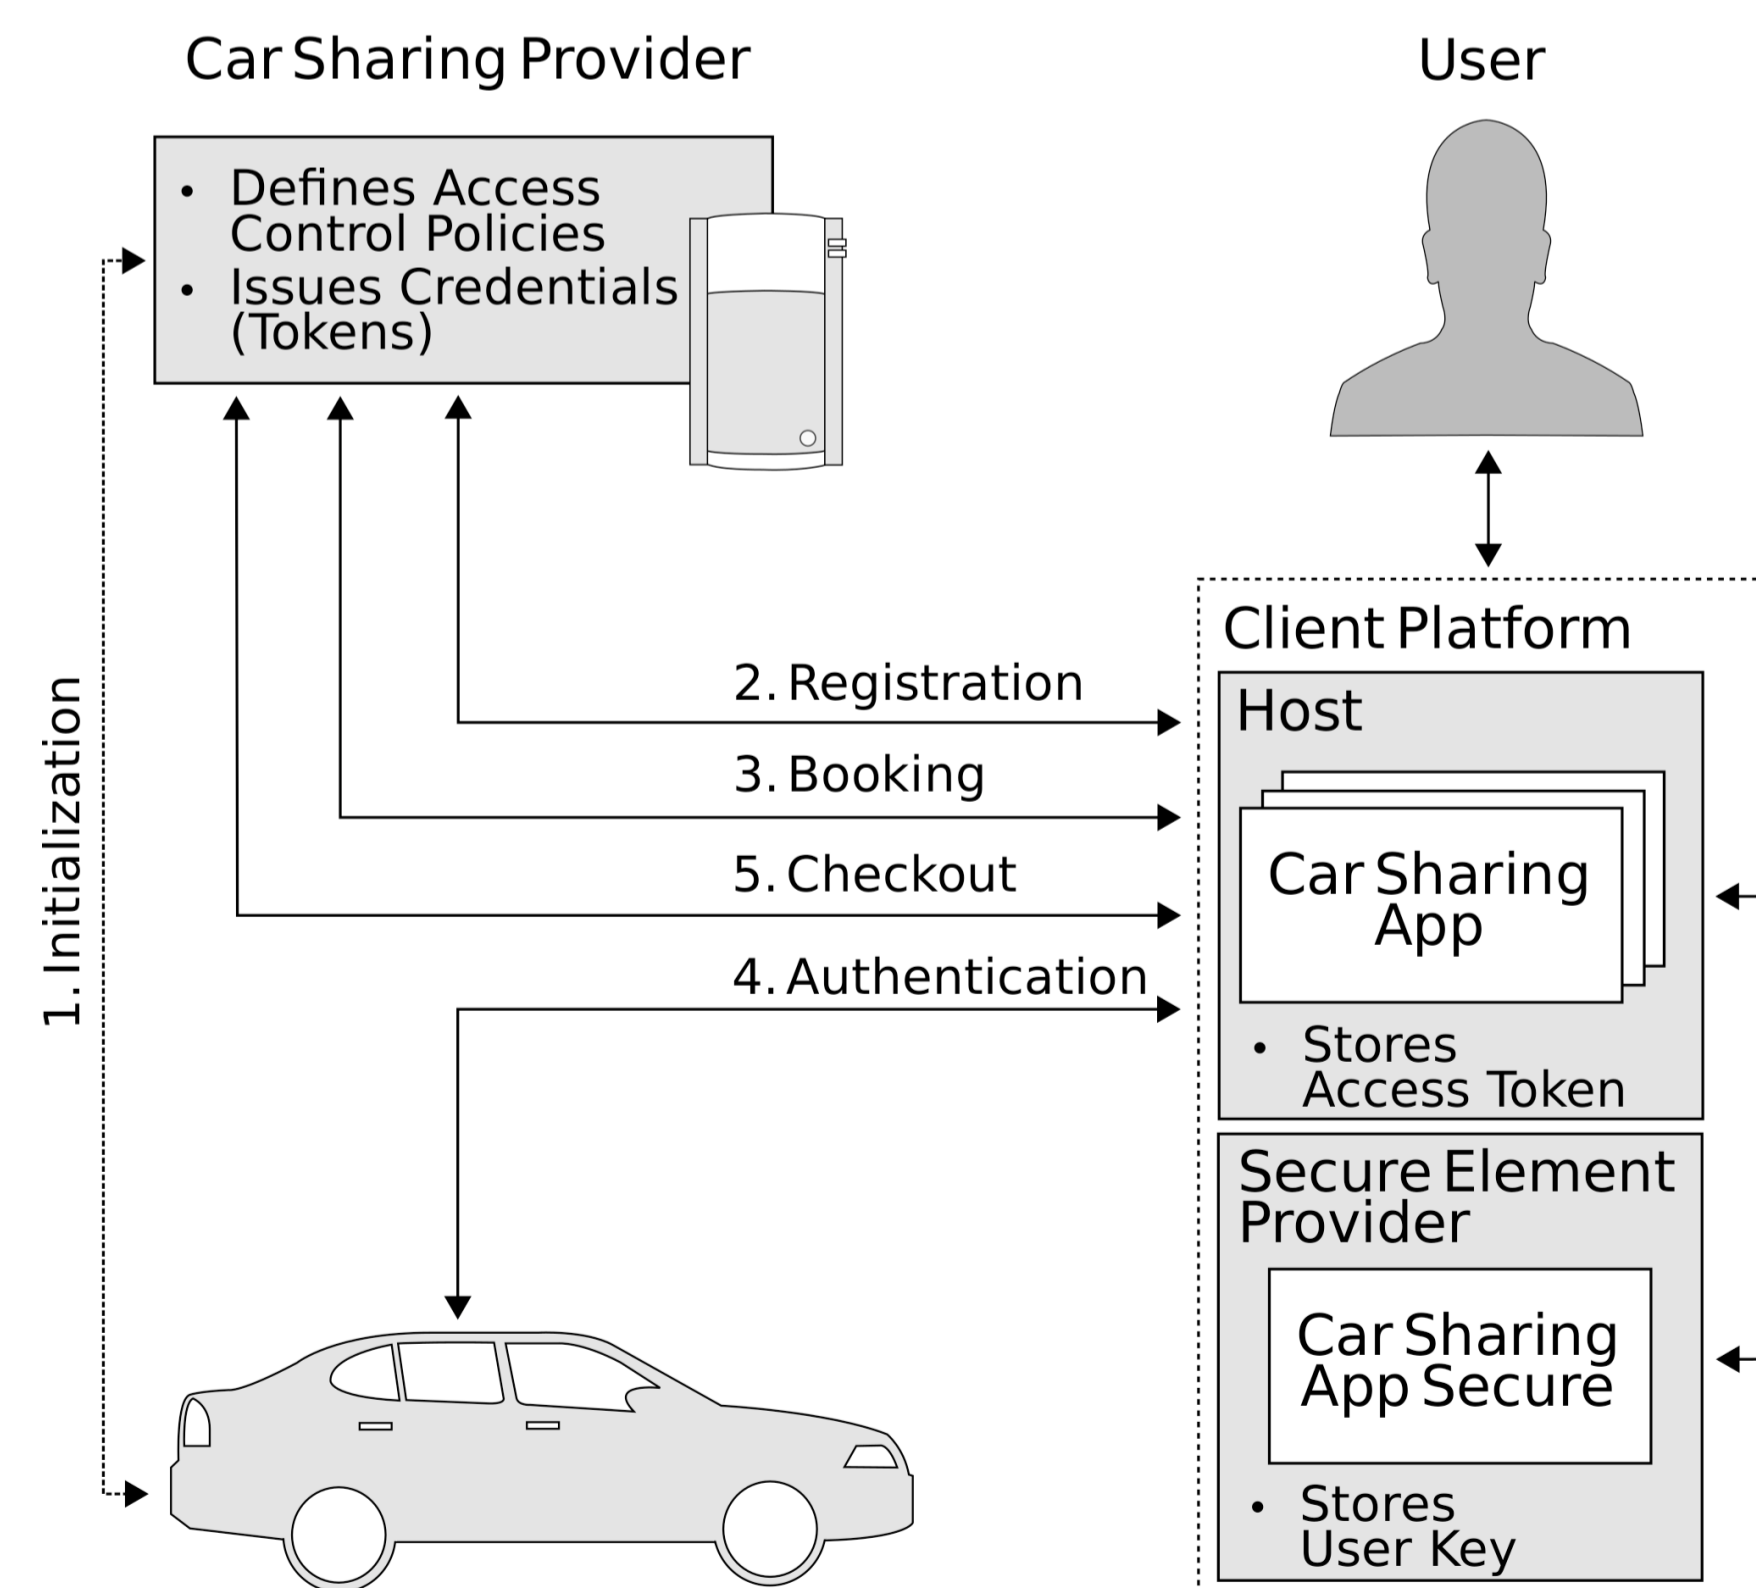 Car Sharing Provider
User
• Defines Access
Control Policies
• Issues Credentials
(Tokens)
1. Initialization
2. Registration
3. Booking
5. Checkout
4. Authentication
Client Platform
Host
Car Sharing
App
• Stores
Access Token
Secure Element
Provider
Car Sharing
App Secure
• Stores
User Key